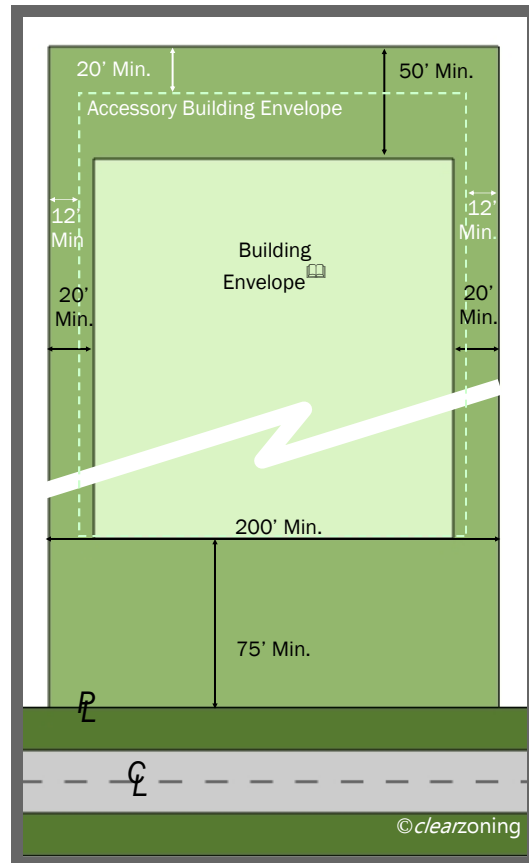 20’ Min.
50’ Min.
Accessory Building Envelope
12’
Min
12’
Min.
Building
Envelope
20’
Min.
20’
Min.
200’ Min.
75’ Min.
PL
CL
©clearzoning